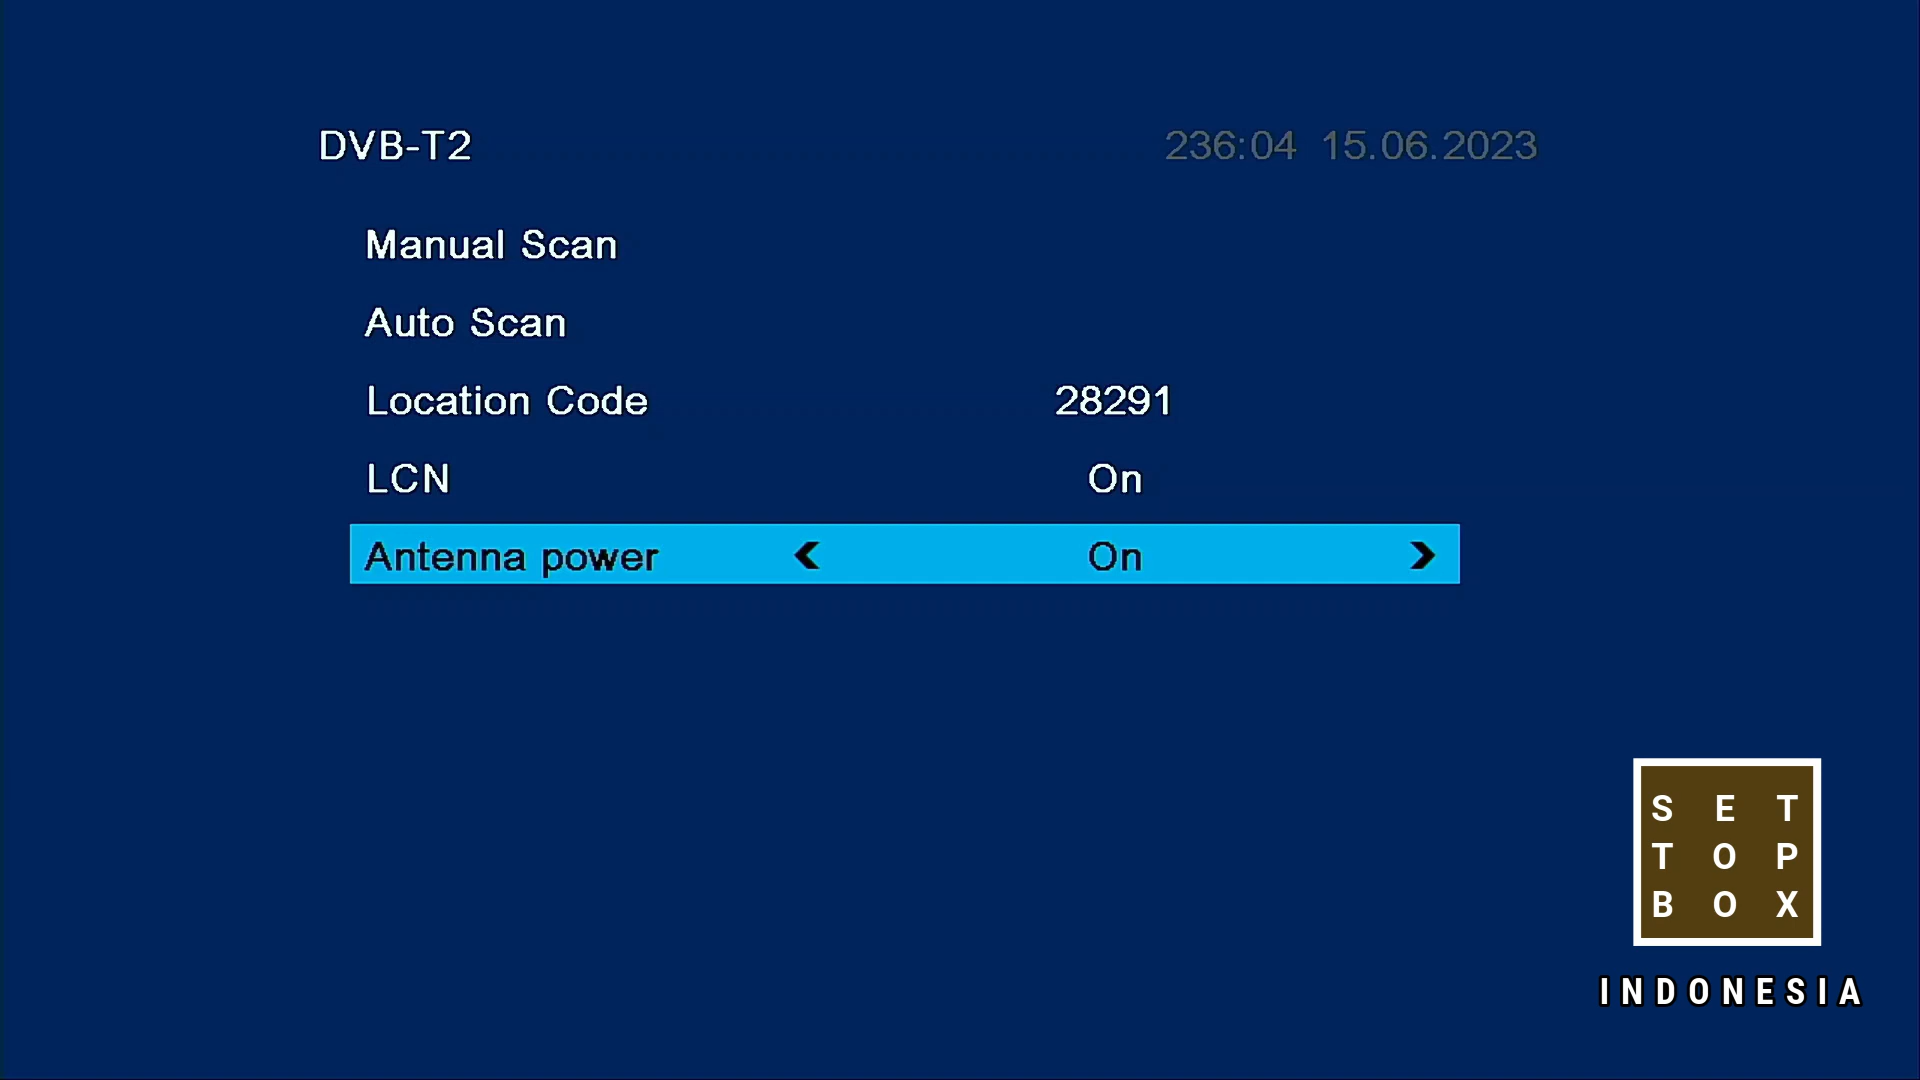 DVB-T2 236:04 15.06.2023
Manual Scan
Auto Scan
Location Code 28291
LCN On
Antenna power On
S E T
T O P
B O X
INDONESIA